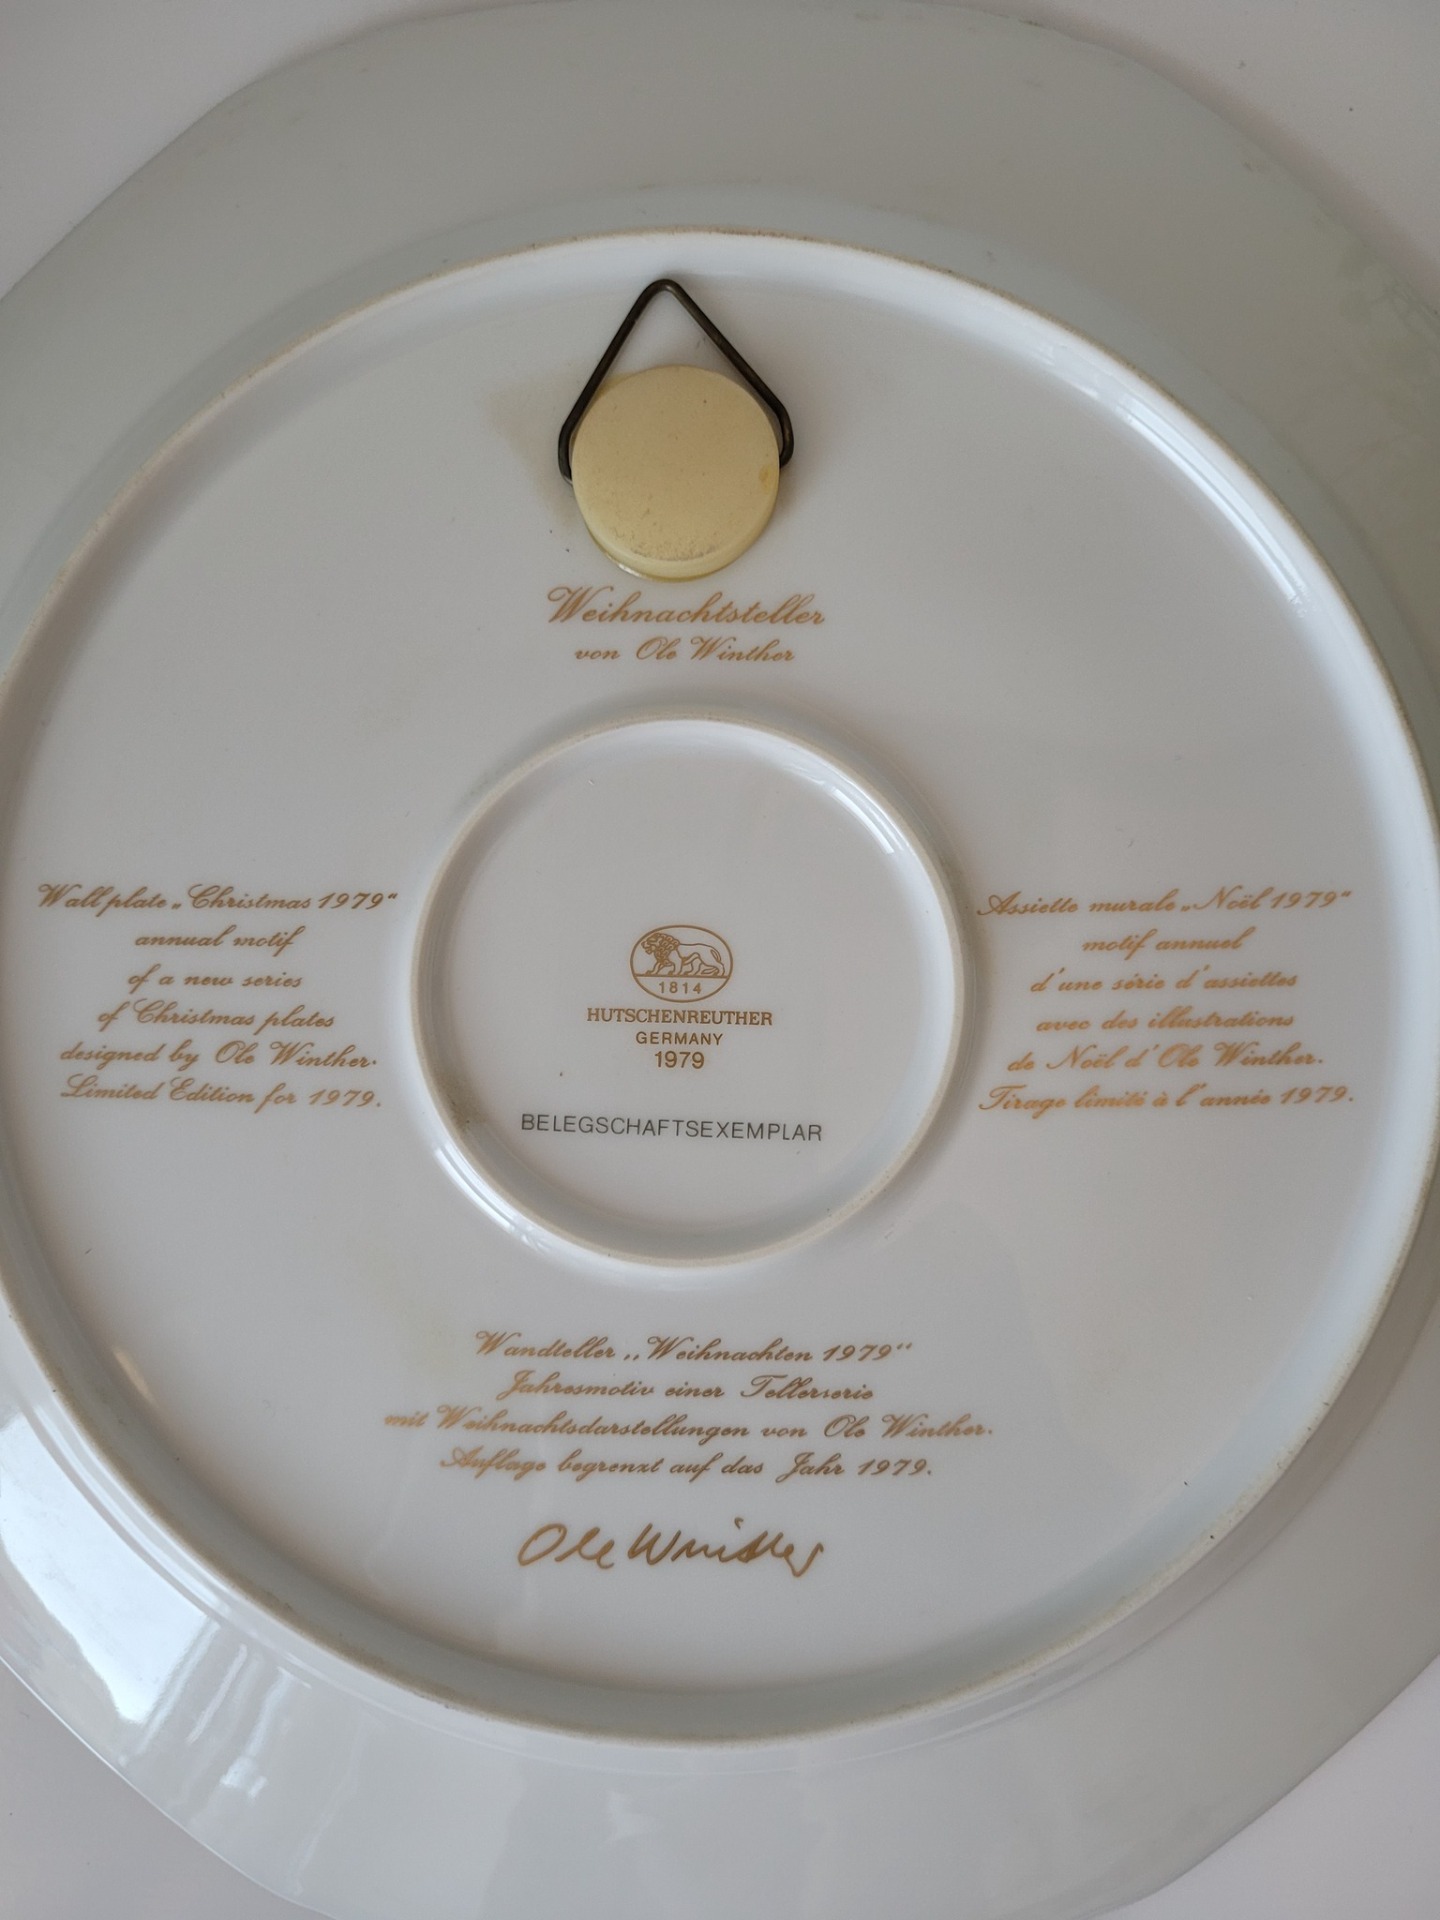 Weihnachtsteller
von Ole Winther
Wallplate „Christmas 1979“
annual motif
of a new series
of Christmas plates
designed by Ole Winther.
Limited Edition for 1979.
1814
HUTSCHENREUTHER
GERMANY
1979
BELEGSCHAFTSEXEMPLAR
Assiette murale „Noël 1979“
motif annuel
d'une série d'assiettes
avec des illustrations
de Noël d'Ole Winther.
Tirage limité à l'année 1979.
Wandteller „Weihnachten 1979“
Jahresmotiv einer Tellerserie
mit Weihnachtsdarstellungen von Ole Winther.
Auflage begrenzt auf das Jahr 1979.
Ole Winther